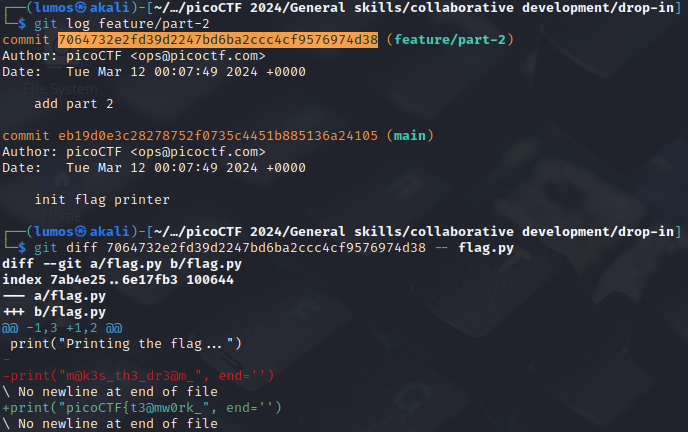 ┌──(lumos㉿akali)-[~/…/picoCTF 2024/General skills/collaborative development/drop-in]
└─$ git log feature/part-2
commit 7064732e2fd39d2247bd6ba2ccc4cf9576974d38 (feature/part-2)
Author: picoCTF <ops@picoctf.com>
Date:   Tue Mar 12 00:07:49 2024 +0000
File System
    add part 2
commit eb19d0e3c28278752f0735c4451b885136a24105 (main)
Author: picoCTF <ops@picoctf.com>
Date:   Tue Mar 12 00:07:49 2024 +0000
    init flag printer
Home
┌──(lumos㉿akali)-[~/…/picoCTF 2024/General skills/collaborative development/drop-in]
└─$ git diff 7064732e2fd39d2247bd6ba2ccc4cf9576974d38 -- flag.py
diff --git a/flag.py b/flag.py
index 7ab4e25..6e17fb3 100644
--- a/flag.py
+++ b/flag.py
@@ -1,3 +1,2 @@
 print("Printing the flag...")
-
-print("m@k3s_th3_dr3@m_", end='')
\ No newline at end of file
+print("picoCTF{t3@mw0rk_", end='')
\ No newline at end of file